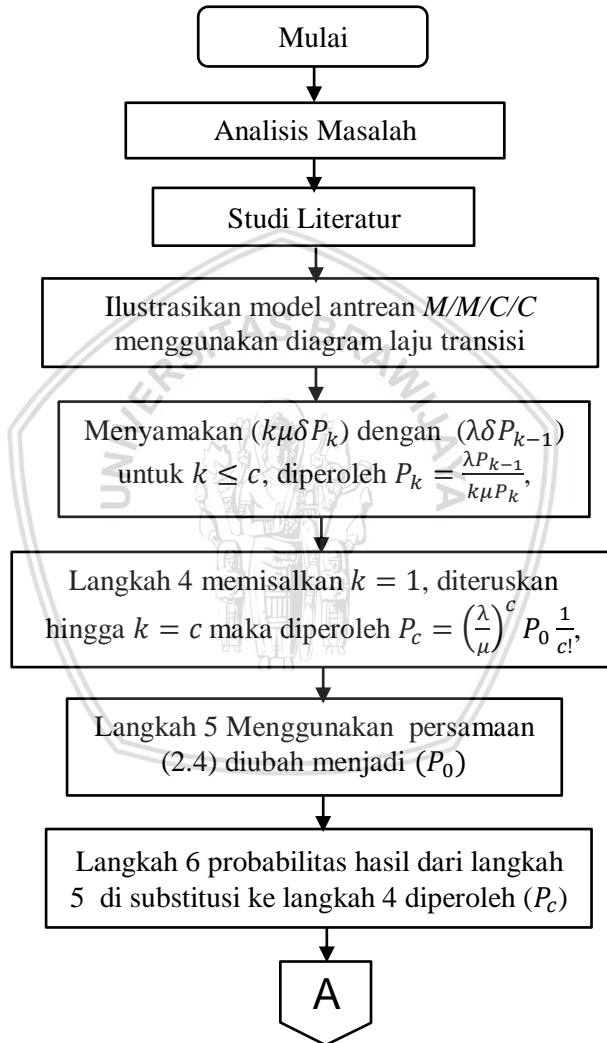 Mulai
Analisis Masalah
Studi Literatur
Ilustrasikan model antrean M/M/C/C
menggunakan diagram laju transisi
Menyamakan (kμδP_k) dengan (λδP_{k−1})
untuk k ≤ c, diperoleh P_k = λP_{k−1}/kμP_k,
Langkah 4 memisalkan k = 1, diteruskan
hingga k = c maka diperoleh P_c = (λ/μ)^c P_0 1/c!,
Langkah 5 Menggunakan persamaan
(2.4) diubah menjadi (P_0)
Langkah 6 probabilitas hasil dari langkah
5 di substitusi ke langkah 4 diperoleh (P_c)
A
UNIVERSITAS BRAWIJAYA